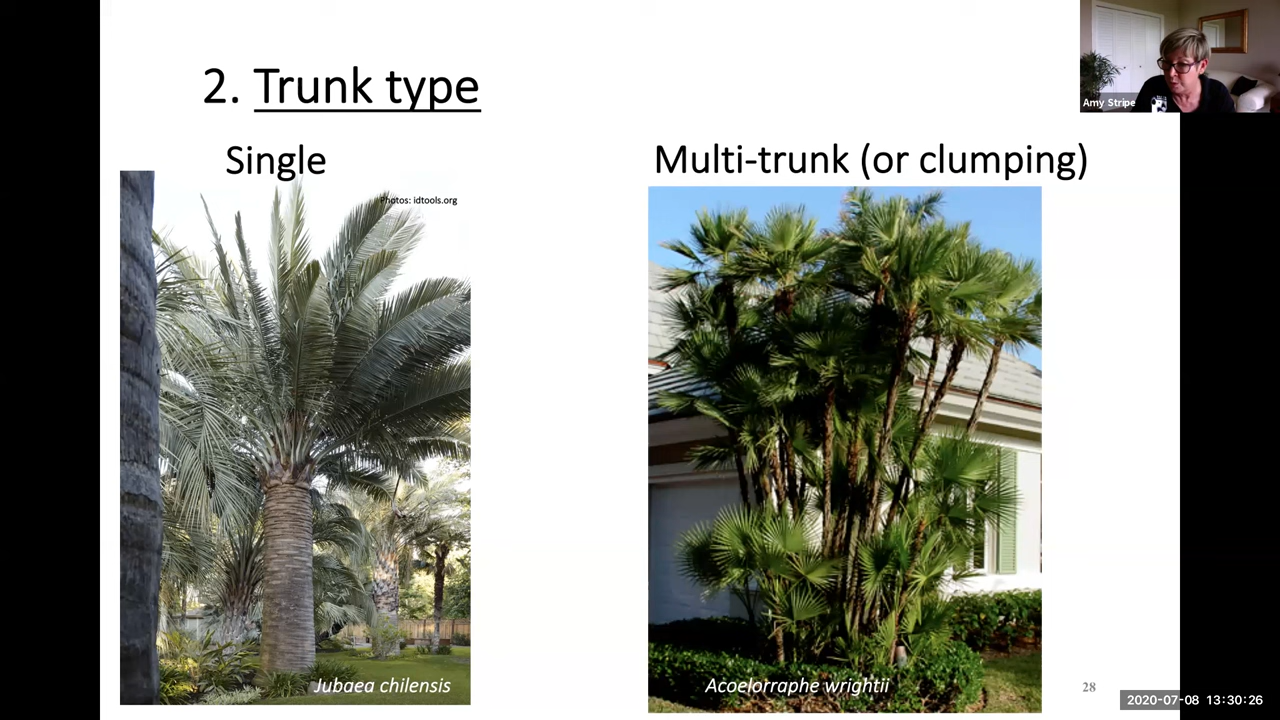 2. Trunk type
Amy Stripe
Single
Multi-trunk (or clumping)
Photos: idtools.org
Jubaea chilensis
Acoelorraphe wrightii
28
2020-07-08 13:30:26